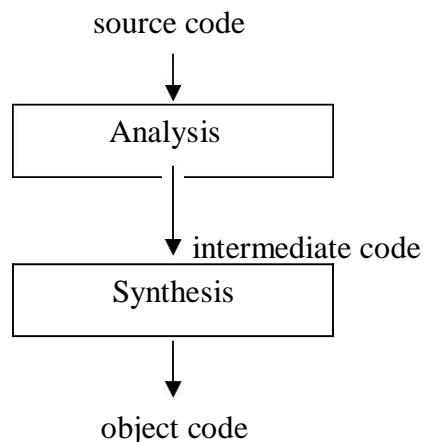 source code
Analysis
intermediate code
Synthesis
object code